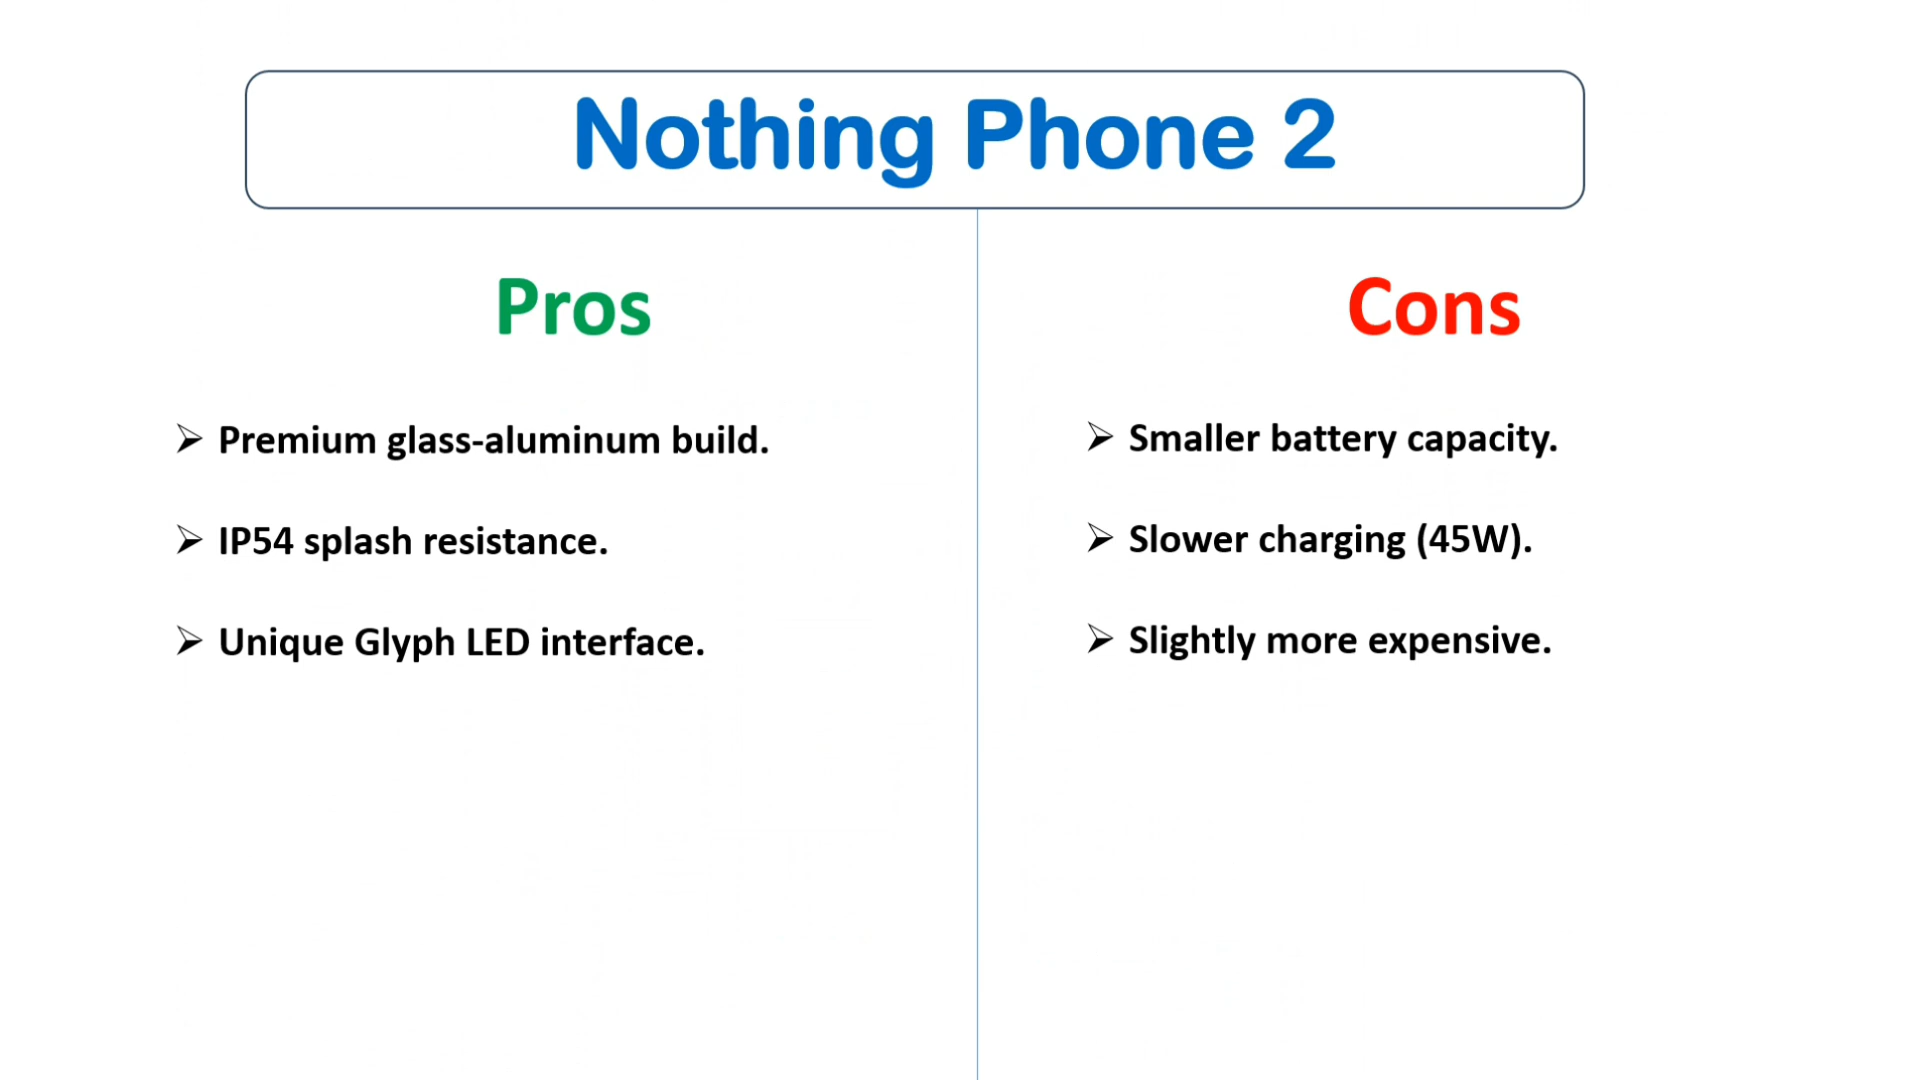 Nothing Phone 2
Pros
Premium glass-aluminum build.
IP54 splash resistance.
Unique Glyph LED interface.
Cons
Smaller battery capacity.
Slower charging (45W).
Slightly more expensive.